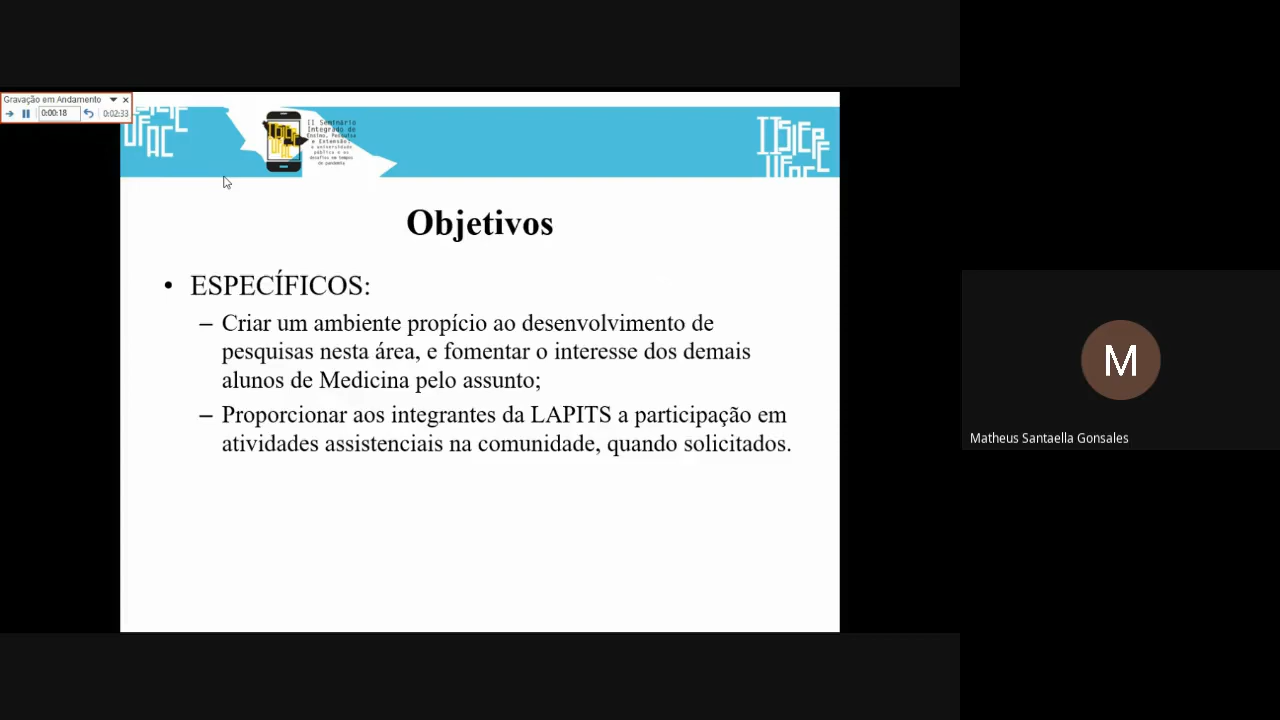 Gravação em Andamento
0:00:18
0:02:33
UFAC
II Seminário
Integrado de
Ensino, Pesquisa
e Extensão:
a universidade
pública e os
desafios em tempos
de pandemia
IISIEPE
UFAC
Objetivos
• ESPECÍFICOS:
– Criar um ambiente propício ao desenvolvimento de
pesquisas nesta área, e fomentar o interesse dos demais
alunos de Medicina pelo assunto;
– Proporcionar aos integrantes da LAPITS a participação em
atividades assistenciais na comunidade, quando solicitados.
M
Matheus Santaella Gonsales